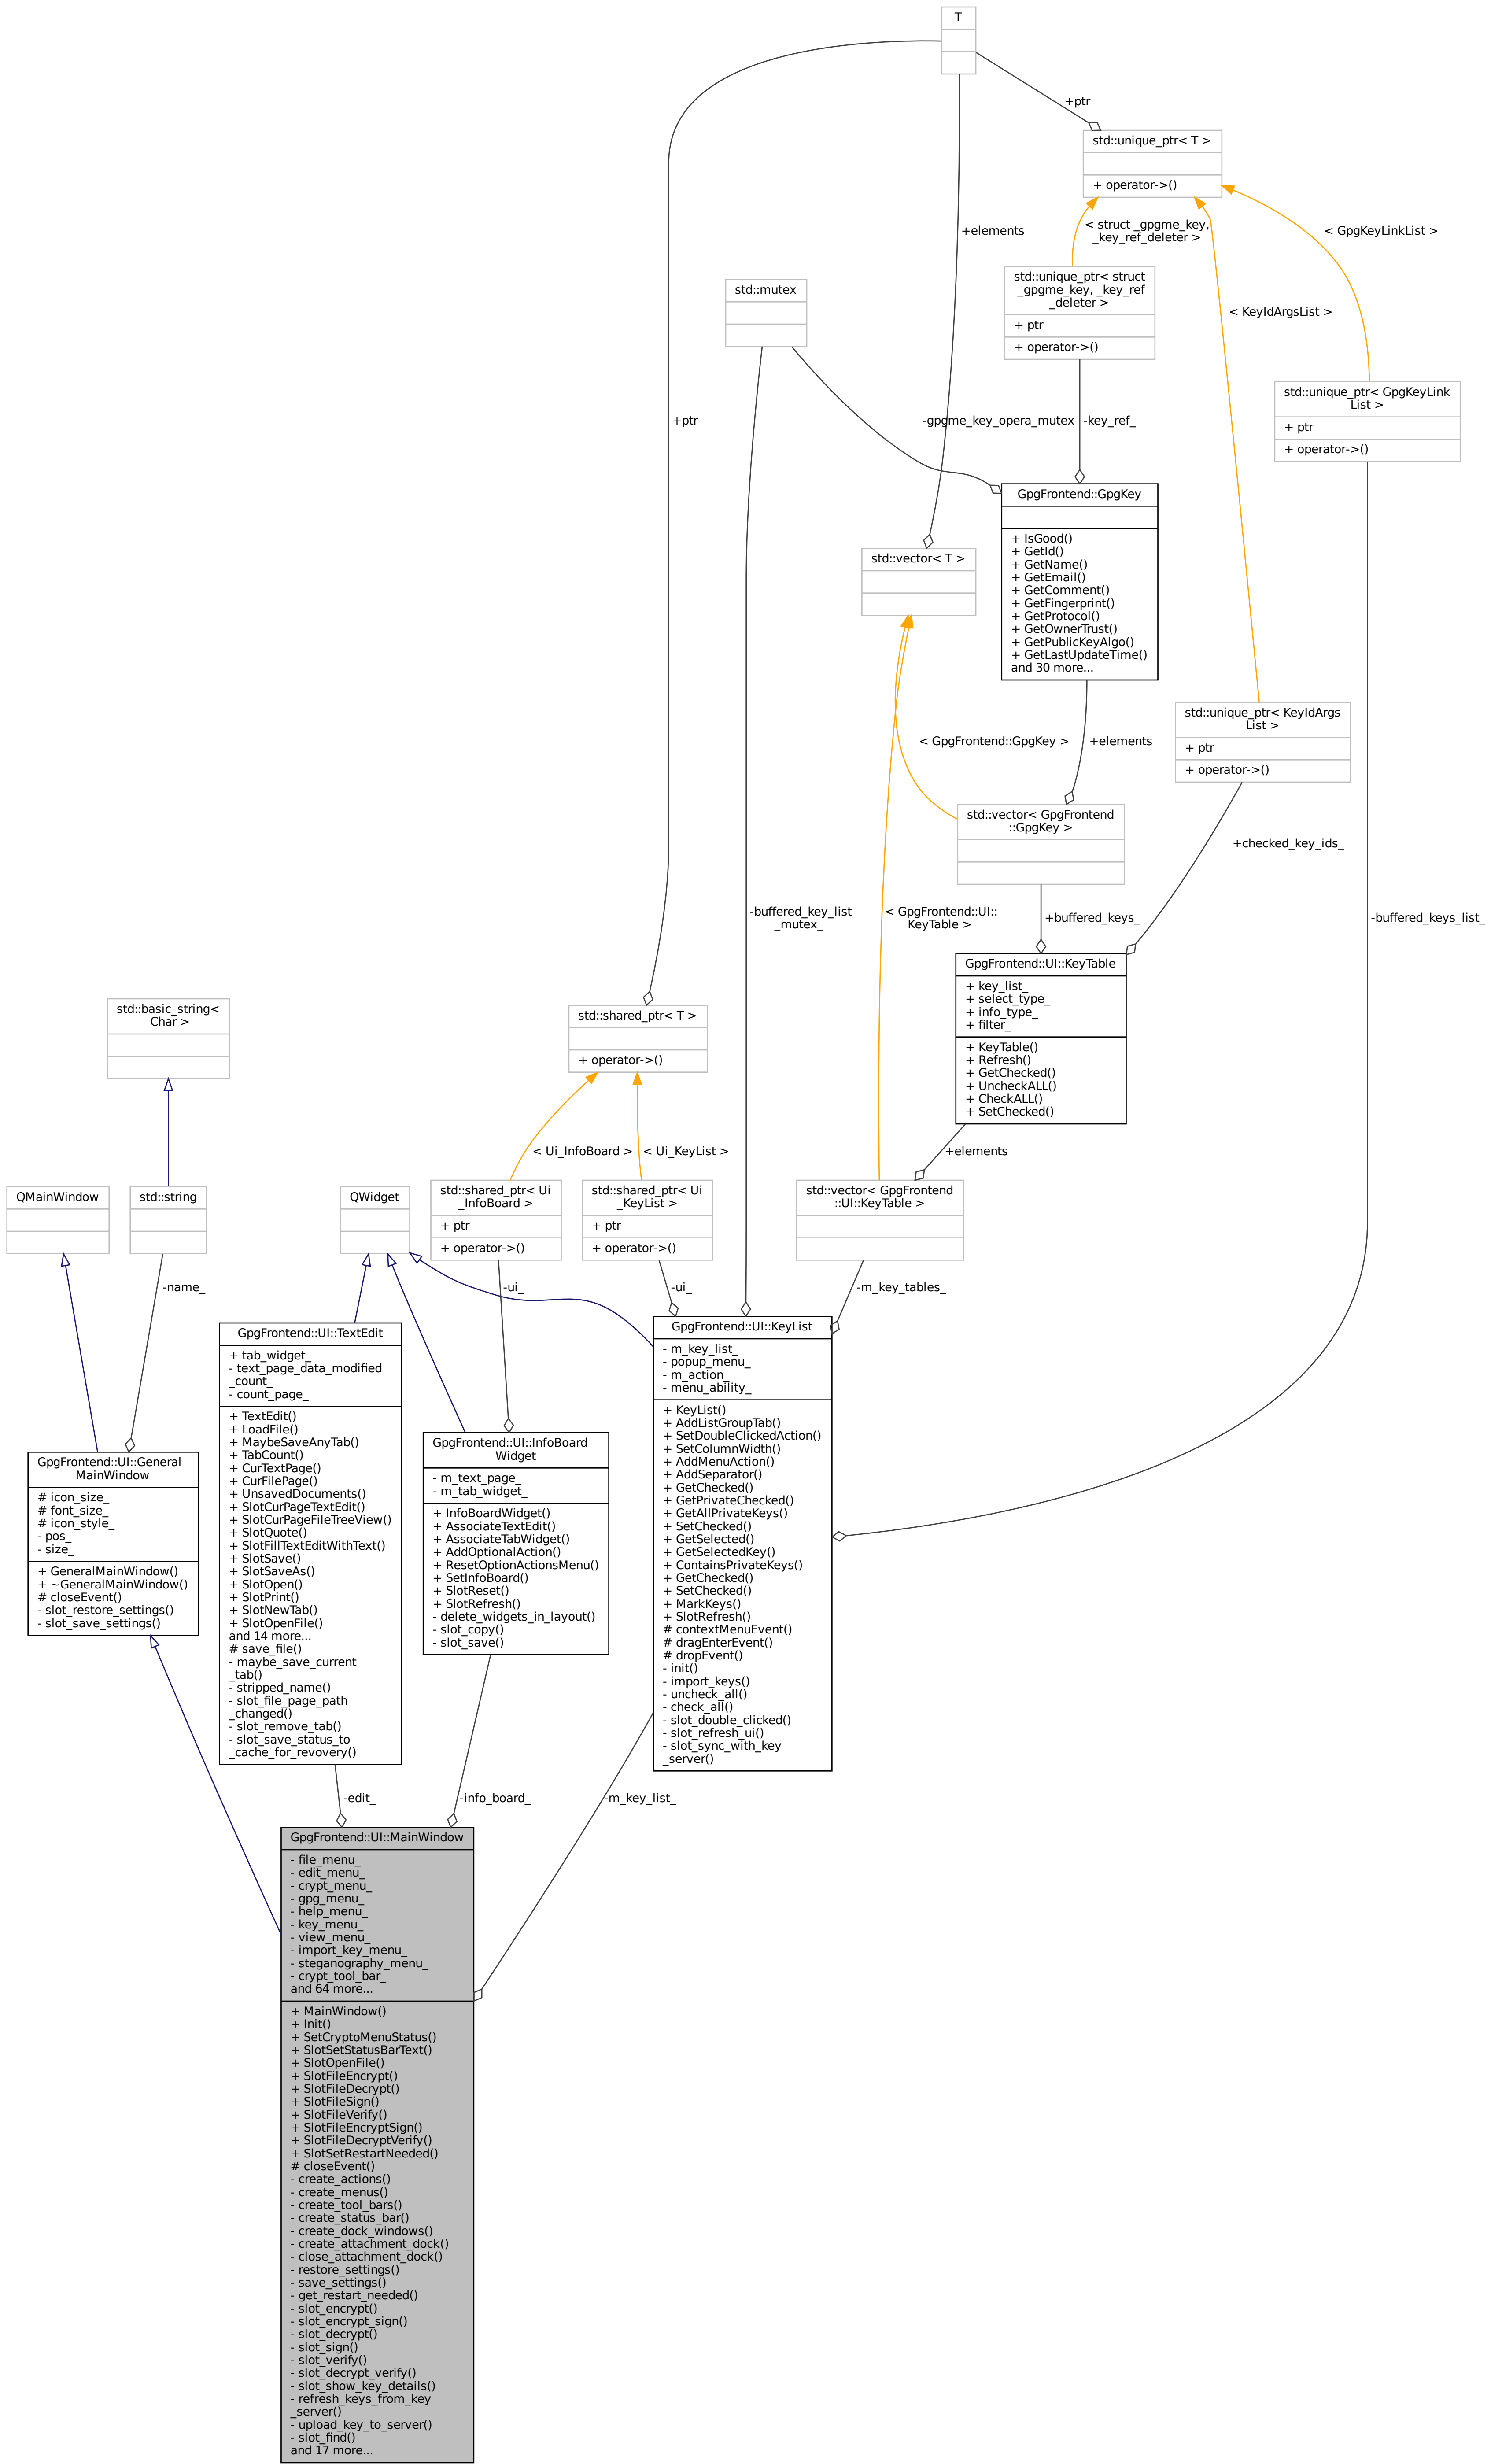 T
+ptr
std::unique_ptr< T >
+ operator->()
+elements
< struct _gpgme_key,
_key_ref_deleter >
< GpgKeyLinkList >
std::unique_ptr< struct
_gpgme_key, _key_ref
_deleter >
+ ptr
+ operator->()
std::mutex
< KeyIdArgsList >
std::unique_ptr< GpgKeyLink
List >
+ ptr
+ operator->()
+ptr
-gpgme_key_opera_mutex
-key_ref_
GpgFrontend::GpgKey
+ IsGood()
+ GetId()
+ GetName()
+ GetEmail()
+ GetComment()
+ GetFingerprint()
+ GetProtocol()
+ GetOwnerTrust()
+ GetPublicKeyAlgo()
+ GetLastUpdateTime()
and 30 more...
std::vector< T >
std::unique_ptr< KeyIdArgs
List >
+ ptr
+ operator->()
< GpgFrontend::GpgKey >
+elements
std::vector< GpgFrontend
::GpgKey >
+checked_key_ids_
-buffered_key_list
_mutex_
< GpgFrontend::UI::
KeyTable >
+buffered_keys_
-buffered_keys_list_
GpgFrontend::UI::KeyTable
+ key_list_
+ select_type_
+ info_type_
+ filter_
+ KeyTable()
+ Refresh()
+ GetChecked()
+ UncheckALL()
+ CheckALL()
+ SetChecked()
std::basic_string<
Char >
std::shared_ptr< T >
+ operator->()
< Ui_InfoBoard >
< Ui_KeyList >
+elements
QMainWindow
std::string
QWidget
std::shared_ptr< Ui
_InfoBoard >
+ ptr
+ operator->()
std::shared_ptr< Ui
_KeyList >
+ ptr
+ operator->()
std::vector< GpgFrontend
::UI::KeyTable >
-name_
-ui_
-ui_
-m_key_tables_
GpgFrontend::UI::General
MainWindow
# icon_size_
# font_size_
# icon_style_
- pos_
- size_
+ GeneralMainWindow()
+ ~GeneralMainWindow()
# closeEvent()
- slot_restore_settings()
- slot_save_settings()
GpgFrontend::UI::TextEdit
+ tab_widget_
- text_page_data_modified
_count_
- count_page_
+ TextEdit()
+ LoadFile()
+ MaybeSaveAnyTab()
+ TabCount()
+ CurTextPage()
+ CurFilePage()
+ UnsavedDocuments()
+ SlotCurPageTextEdit()
+ SlotCurPageFileTreeView()
+ SlotQuote()
+ SlotFillTextEditWithText()
+ SlotSave()
+ SlotSaveAs()
+ SlotOpen()
+ SlotPrint()
+ SlotNewTab()
+ SlotOpenFile()
and 14 more...
# save_file()
- maybe_save_current
_tab()
- stripped_name()
- slot_file_page_path
_changed()
- slot_remove_tab()
- slot_save_status_to
_cache_for_revovery()
GpgFrontend::UI::InfoBoard
Widget
- m_text_page_
- m_tab_widget_
+ InfoBoardWidget()
+ AssociateTextEdit()
+ AssociateTabWidget()
+ AddOptionalAction()
+ ResetOptionActionsMenu()
+ SetInfoBoard()
+ SlotReset()
+ SlotRefresh()
- delete_widgets_in_layout()
- slot_copy()
- slot_save()
GpgFrontend::UI::KeyList
- m_key_list_
- popup_menu_
- m_action_
- menu_ability_
+ KeyList()
+ AddListGroupTab()
+ SetDoubleClickedAction()
+ SetColumnWidth()
+ AddMenuAction()
+ AddSeparator()
+ GetChecked()
+ GetPrivateChecked()
+ GetAllPrivateKeys()
+ SetChecked()
+ GetSelected()
+ GetSelectedKey()
+ ContainsPrivateKeys()
+ GetChecked()
+ SetChecked()
+ MarkKeys()
+ SlotRefresh()
# contextMenuEvent()
# dragEnterEvent()
# dropEvent()
- init()
- import_keys()
- uncheck_all()
- check_all()
- slot_double_clicked()
- slot_refresh_ui()
- slot_sync_with_key
_server()
-edit_
-info_board_
-m_key_list_
GpgFrontend::UI::MainWindow
- file_menu_
- edit_menu_
- crypt_menu_
- gpg_menu_
- help_menu_
- key_menu_
- view_menu_
- import_key_menu_
- steganography_menu_
- crypt_tool_bar_
and 64 more...
+ MainWindow()
+ Init()
+ SetCryptoMenuStatus()
+ SlotSetStatusBarText()
+ SlotOpenFile()
+ SlotFileEncrypt()
+ SlotFileDecrypt()
+ SlotFileSign()
+ SlotFileVerify()
+ SlotFileEncryptSign()
+ SlotFileDecryptVerify()
+ SlotSetRestartNeeded()
# closeEvent()
- create_actions()
- create_menus()
- create_tool_bars()
- create_status_bar()
- create_dock_windows()
- create_attachment_dock()
- close_attachment_dock()
- restore_settings()
- save_settings()
- get_restart_needed()
- slot_encrypt()
- slot_encrypt_sign()
- slot_decrypt()
- slot_sign()
- slot_verify()
- slot_decrypt_verify()
- slot_show_key_details()
- refresh_keys_from_key
_server()
- upload_key_to_server()
- slot_find()
and 17 more...